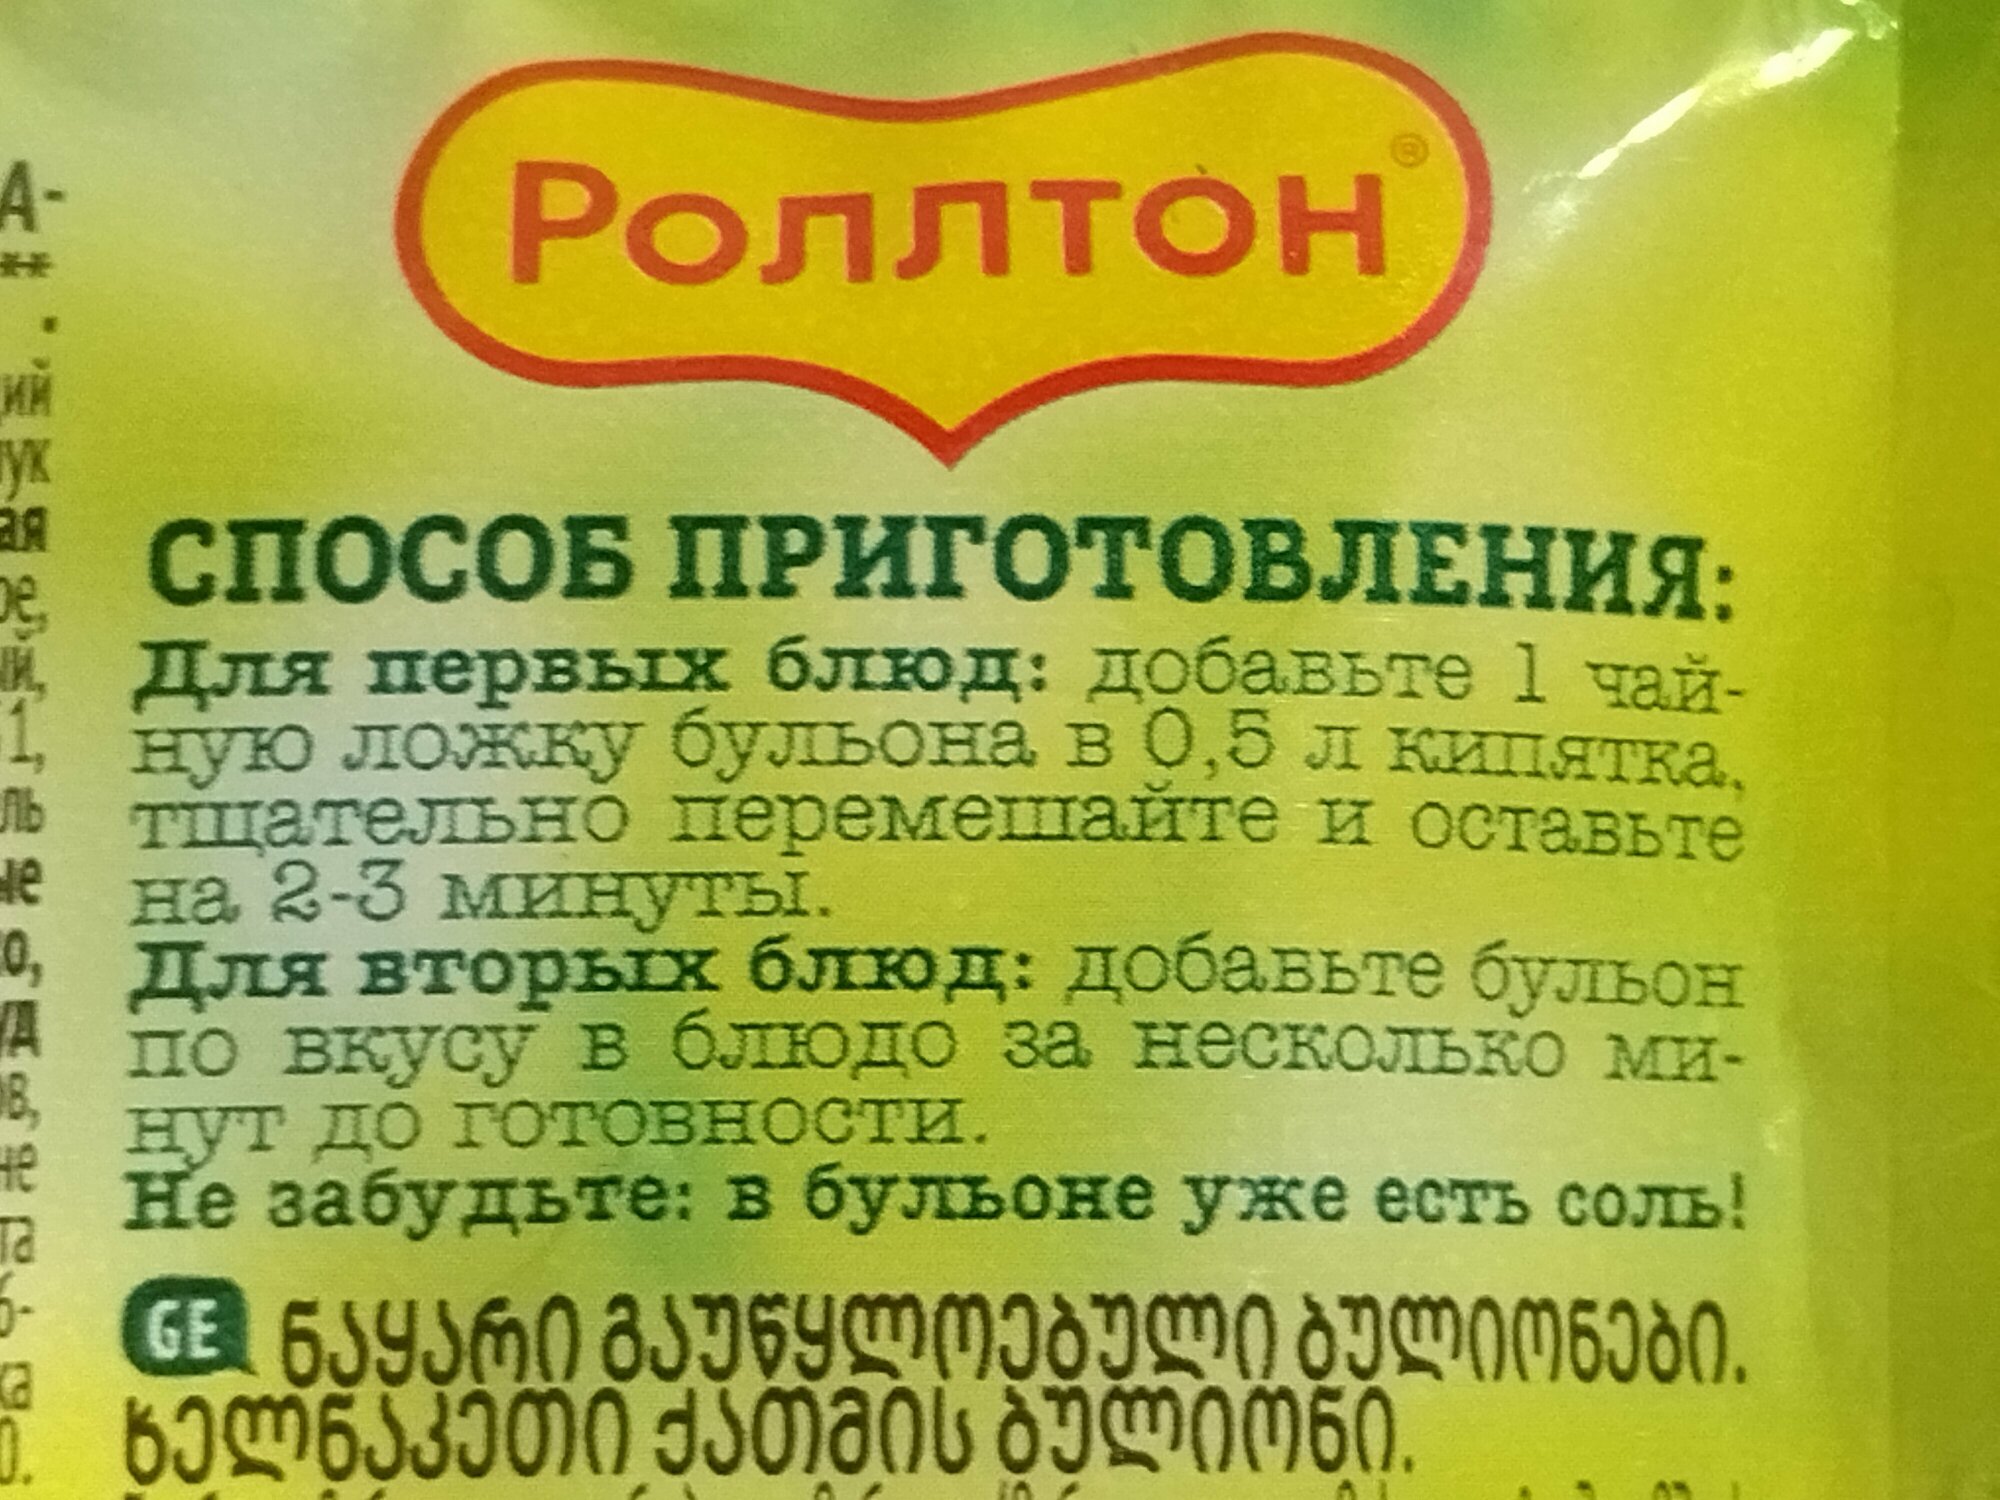 Роллтон®
СПОСОБ ПРИГОТОВЛЕНИЯ:
Для первых блюд: добавьте 1 чай-
ную ложку бульона в 0,5 л кипятка,
тщательно перемешайте и оставьте
на 2-3 минуты.
Для вторых блюд: добавьте бульон
по вкусу в блюдо за несколько ми-
нут до готовности.
Не забудьте: в бульоне уже есть соль!
GE ნაყარი გაუწყლოებული ბულიონები.
ხელნაკეთი ქათმის ბულიონი.